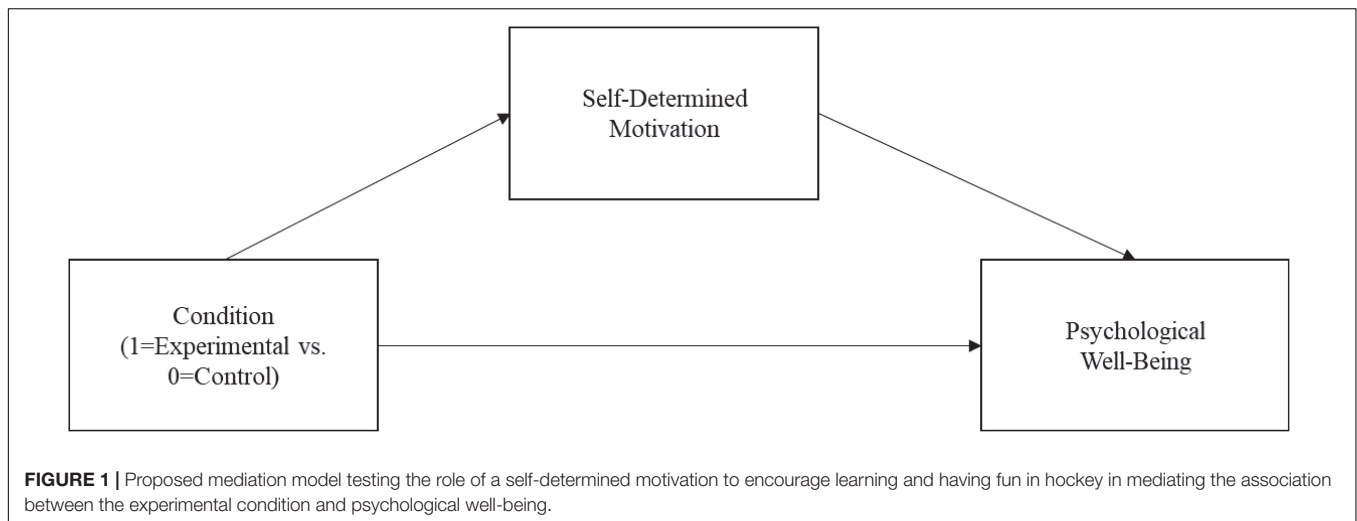 Self-Determined
Motivation
Condition
(1=Experimental vs.
0=Control)
Psychological
Well-Being
FIGURE 1 | Proposed mediation model testing the role of a self-determined motivation to encourage learning and having fun in hockey in mediating the association
between the experimental condition and psychological well-being.